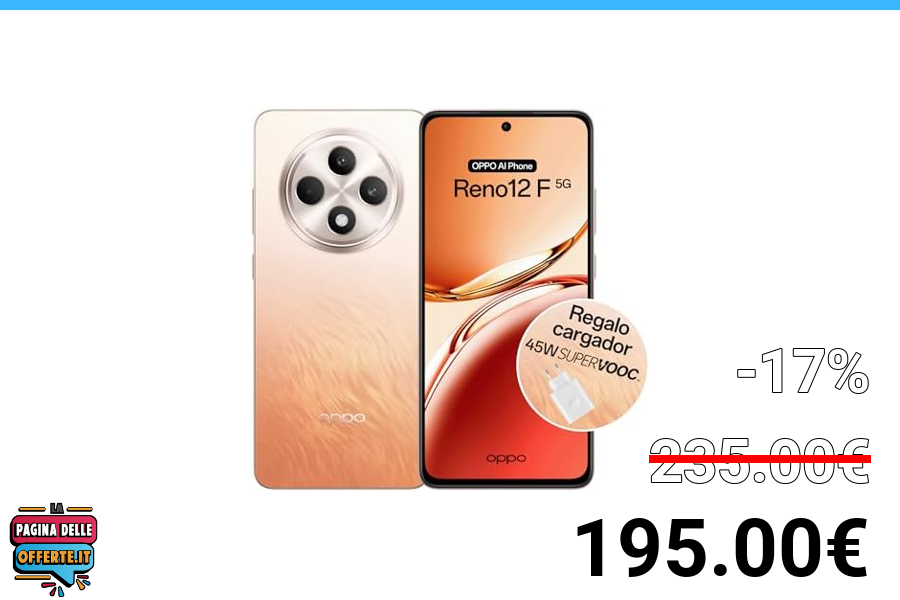 OPPO AI Phone
Reno12 F 5G
Regalo
cargador
45W SUPERVOOC™
oppo
oppo
-17%
235.00€
195.00€
LA
PAGINA DELLE
OFFERTE.IT